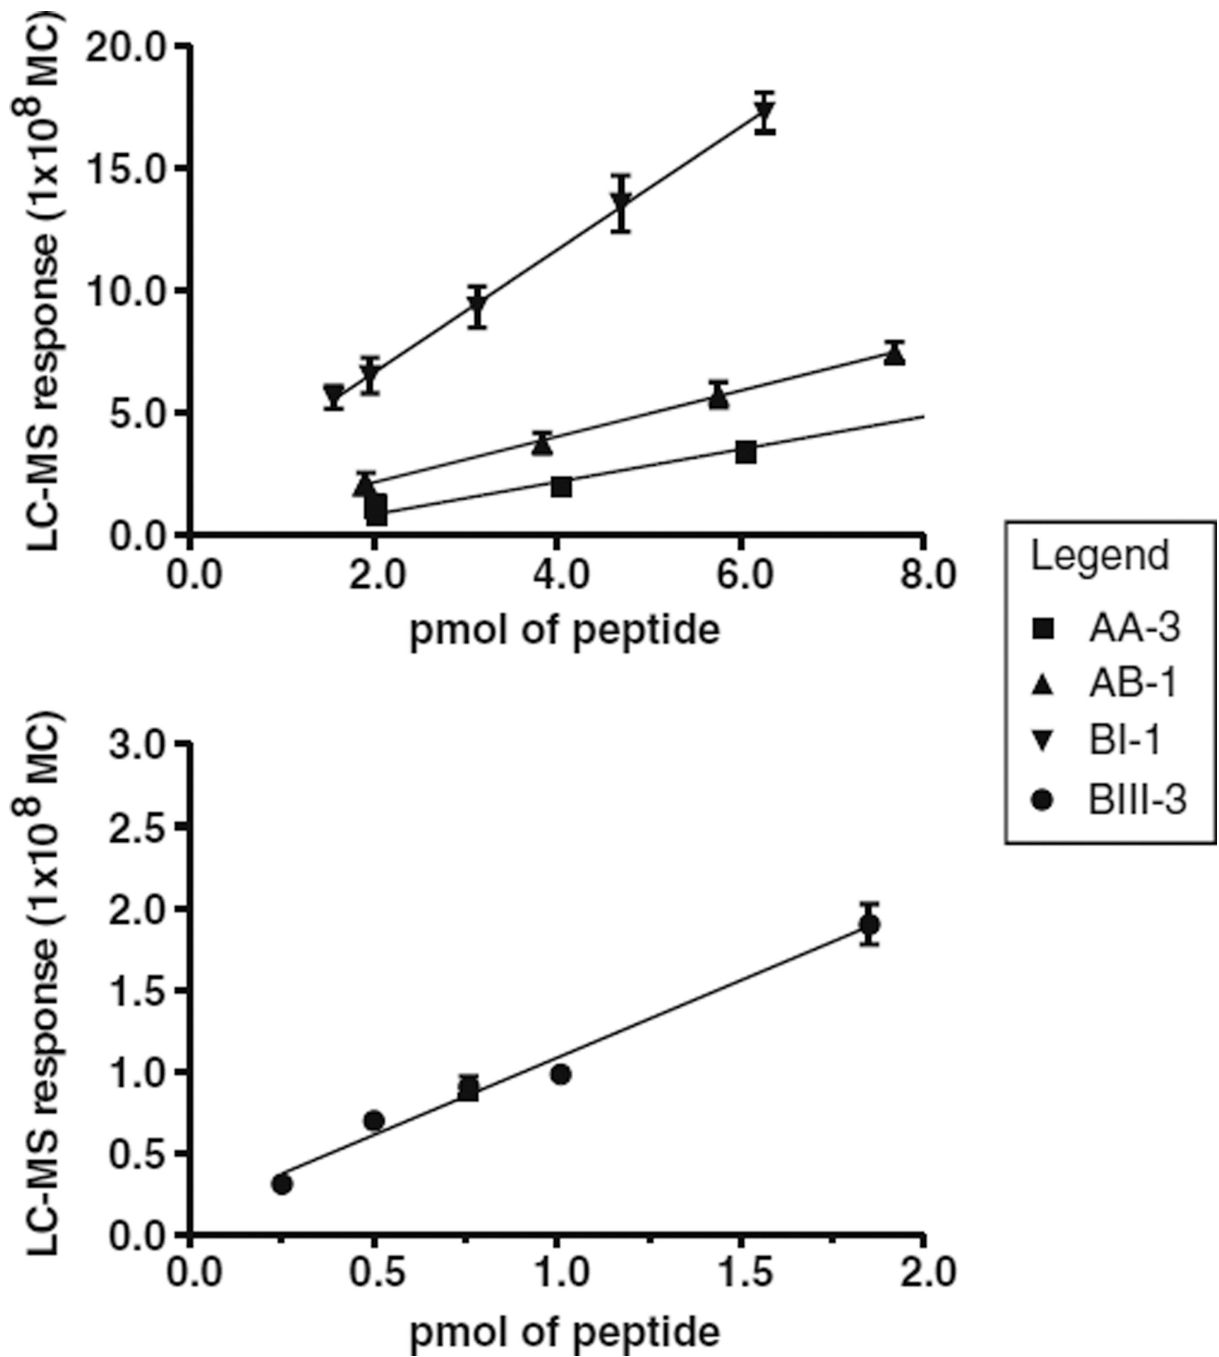 LC-MS response (1x10⁸ MC)
20.0
15.0
10.0
5.0
0.0
0.0 2.0 4.0 6.0 8.0
pmol of peptide
Legend
AA-3
AB-1
BI-1
BIII-3
LC-MS response (1x10⁸ MC)
3.0
2.5
2.0
1.5
1.0
0.5
0.0
0.0 0.5 1.0 1.5 2.0
pmol of peptide